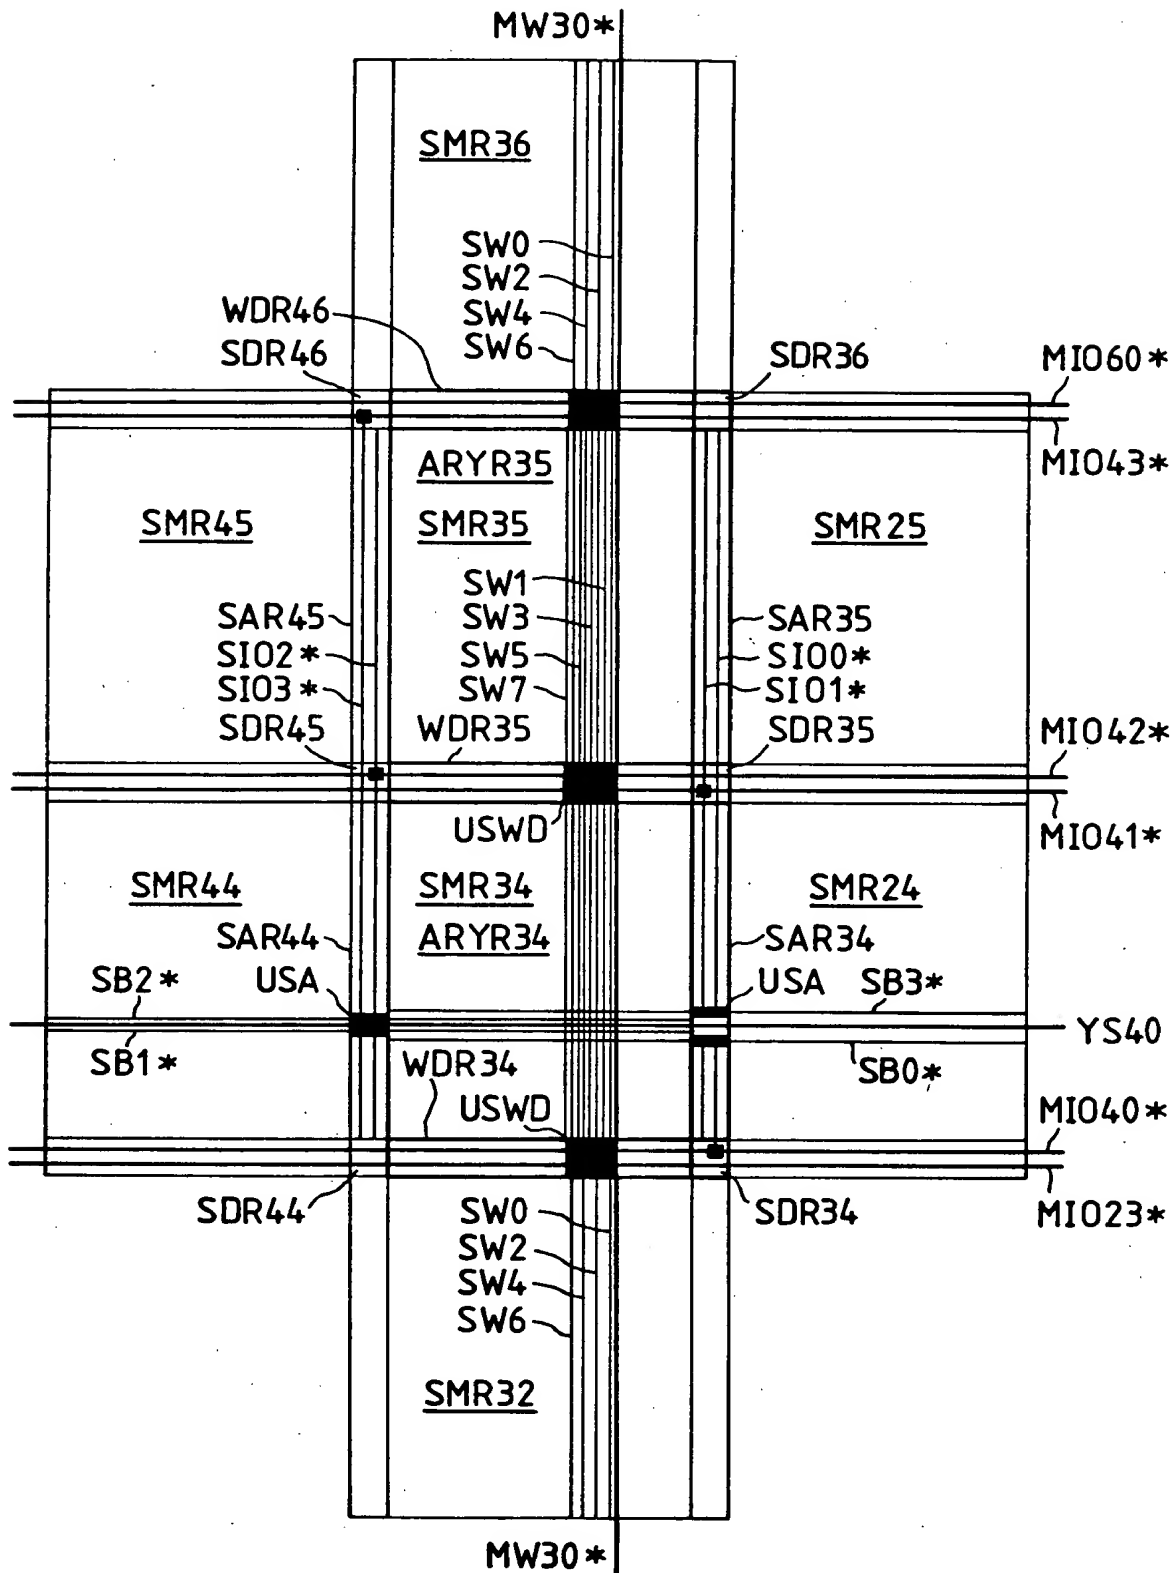 MW30*
SMR36
SW0
SW2
WDR46
SW4
SDR46
SW6
SDR36
MIO60*
MIO43*
ARYR35
SMR45
SMR35
SMR25
SW1
SAR45
SW3
SAR35
SIO2*
SW5
SIO0*
SIO3*
SW7
SIO1*
SDR45
WDR35
SDR35
MIO42*
USWD
MIO41*
SMR44
SMR34
SMR24
SAR44
ARYR34
SAR34
SB2*
USA
USA
SB3*
YS40
SB1*
WDR34
SB0*
USWD
MIO40*
SDR44
SW0
SDR34
MIO23*
SW2
SW4
SW6
SMR32
MW30*